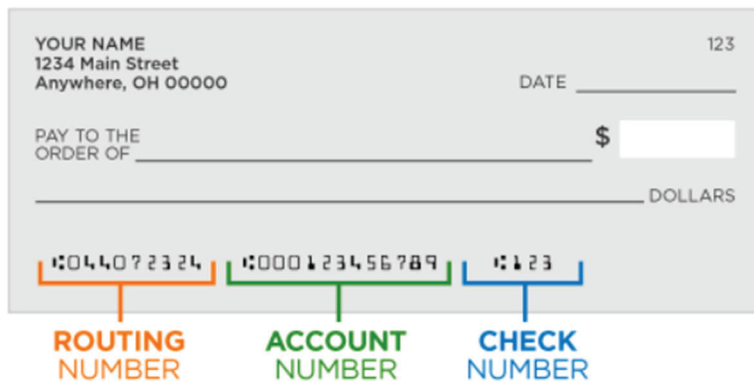 YOUR NAME 123
1234 Main Street
Anywhere, OH 00000
DATE
PAY TO THE
ORDER OF
$
DOLLARS
⑆044072324 ⑆000123456789 ⑆123
ROUTING NUMBER
ACCOUNT NUMBER
CHECK NUMBER